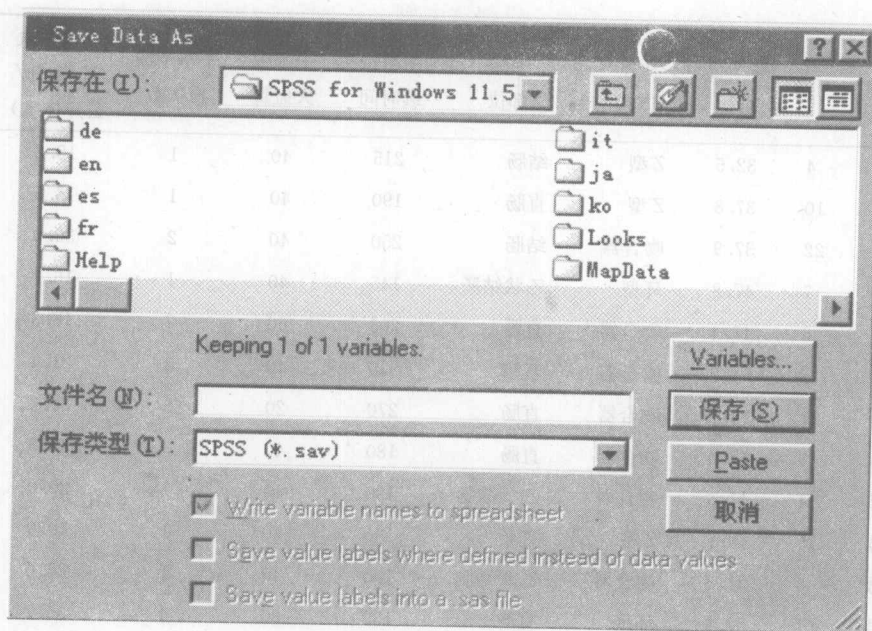 Save Data As
保存在(I): SPSS for Windows 11.5
de it
en ja
es ko
fr Looks
Help MapData
Keeping 1 of 1 variables. Variables...
文件名(N): 保存(S)
保存类型(T): SPSS (*.sav) Paste
Write variable names to spreadsheet 取消
Save value labels where defined instead of data values
Save value labels into a .sas file